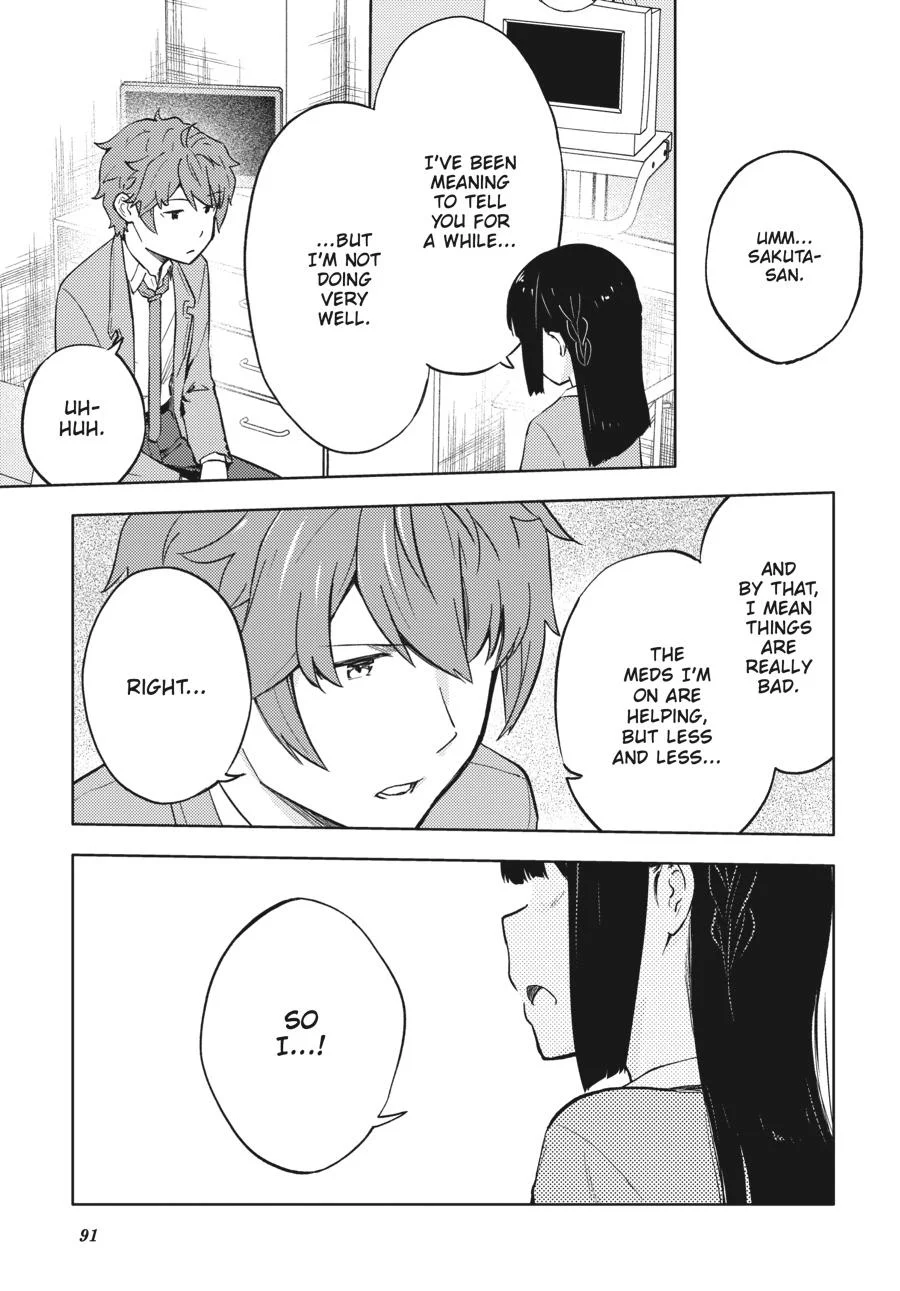 UMM...
SAKUTA-
SAN.
I'VE BEEN
MEANING
TO TELL
YOU FOR
A WHILE...
...BUT
I'M NOT
DOING
VERY
WELL.
UH-
HUH.
AND
BY THAT,
I MEAN
THINGS
ARE
REALLY
BAD.
THE
MEDS I'M
ON ARE
HELPING,
BUT LESS
AND LESS...
RIGHT...
SO
I...!
91